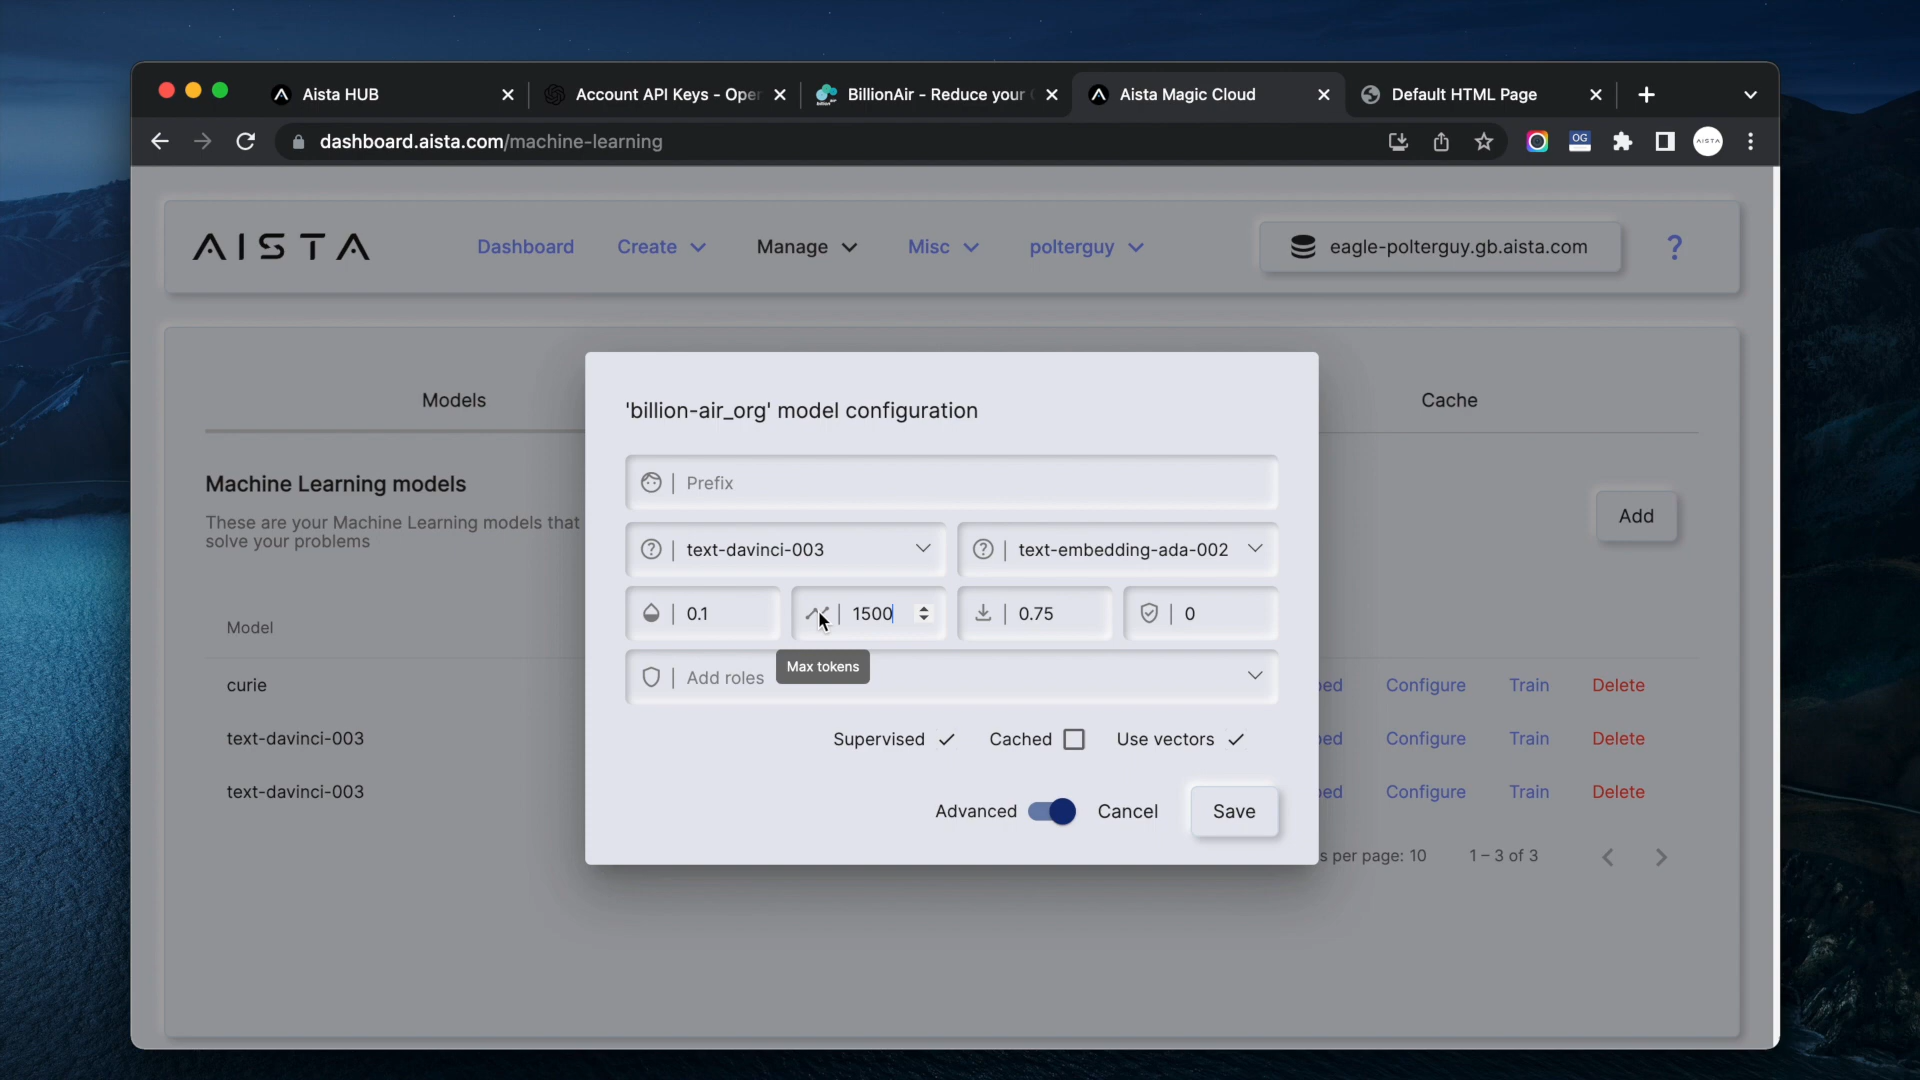 Aista HUB
Account API Keys - Oper
BillionAir - Reduce your
Aista Magic Cloud
Default HTML Page
dashboard.aista.com/machine-learning
OG
AISTA
AISTA
Dashboard
Create
Manage
Misc
polterguy
eagle-polterguy.gb.aista.com
?
Models
Cache
Machine Learning models
These are your Machine Learning models that
solve your problems
Add
Model
curie
ed Configure Train Delete
text-davinci-003
ed Configure Train Delete
text-davinci-003
ed Configure Train Delete
s per page: 10 1 – 3 of 3
'billion-air_org' model configuration
Prefix
text-davinci-003
text-embedding-ada-002
0.1
1500
0.75
0
Max tokens
Add roles
Supervised
Cached
Use vectors
Advanced
Cancel
Save